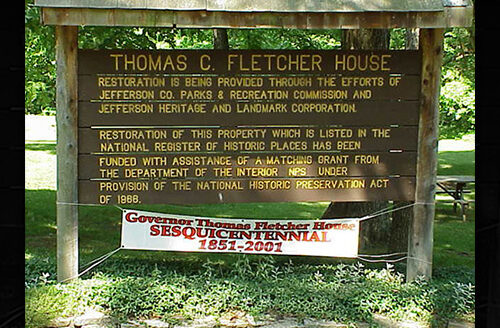 THOMAS C. FLETCHER HOUSE
RESTORATION IS BEING PROVIDED THROUGH THE EFFORTS OF
JEFFERSON CO. PARKS & RECREATION COMMISSION AND
JEFFERSON HERITAGE AND LANDMARK CORPORATION.
RESTORATION OF THIS PROPERTY WHICH IS LISTED IN THE
NATIONAL REGISTER OF HISTORIC PLACES HAS BEEN
FUNDED WITH ASSISTANCE OF A MATCHING GRANT FROM
THE DEPARTMENT OF THE INTERIOR NPS UNDER
PROVISION OF THE NATIONAL HISTORIC PRESERVATION ACT
OF 1966.
Governor Thomas Fletcher House
SESQUICENTENNIAL
1851-2001